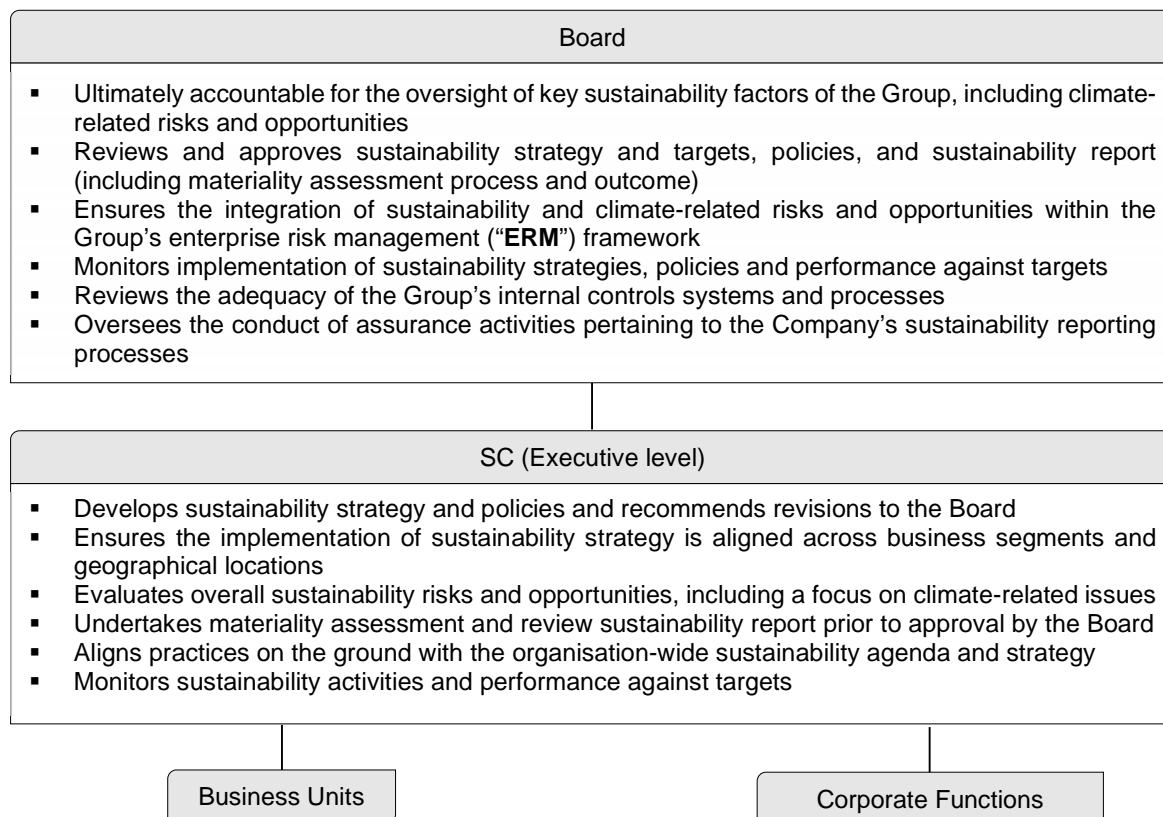 Board
▪ Ultimately accountable for the oversight of key sustainability factors of the Group, including climate-
related risks and opportunities
▪ Reviews and approves sustainability strategy and targets, policies, and sustainability report
(including materiality assessment process and outcome)
▪ Ensures the integration of sustainability and climate-related risks and opportunities within the
Group’s enterprise risk management (“ERM”) framework
▪ Monitors implementation of sustainability strategies, policies and performance against targets
▪ Reviews the adequacy of the Group’s internal controls systems and processes
▪ Oversees the conduct of assurance activities pertaining to the Company’s sustainability reporting
processes
SC (Executive level)
▪ Develops sustainability strategy and policies and recommends revisions to the Board
▪ Ensures the implementation of sustainability strategy is aligned across business segments and
geographical locations
▪ Evaluates overall sustainability risks and opportunities, including a focus on climate-related issues
▪ Undertakes materiality assessment and review sustainability report prior to approval by the Board
▪ Aligns practices on the ground with the organisation-wide sustainability agenda and strategy
▪ Monitors sustainability activities and performance against targets
Business Units
Corporate Functions